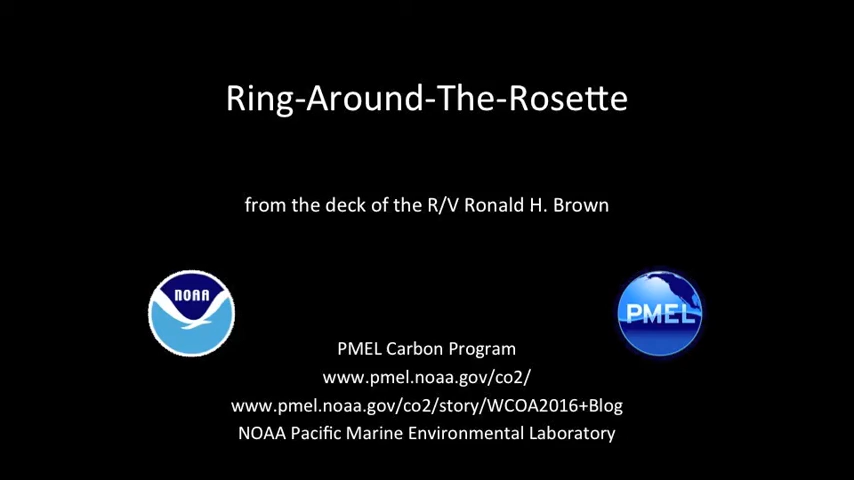 Ring-Around-The-Rosette
from the deck of the R/V Ronald H. Brown
NOAA
PMEL
PMEL Carbon Program
www.pmel.noaa.gov/co2/
www.pmel.noaa.gov/co2/story/WCOA2016+Blog
NOAA Pacific Marine Environmental Laboratory